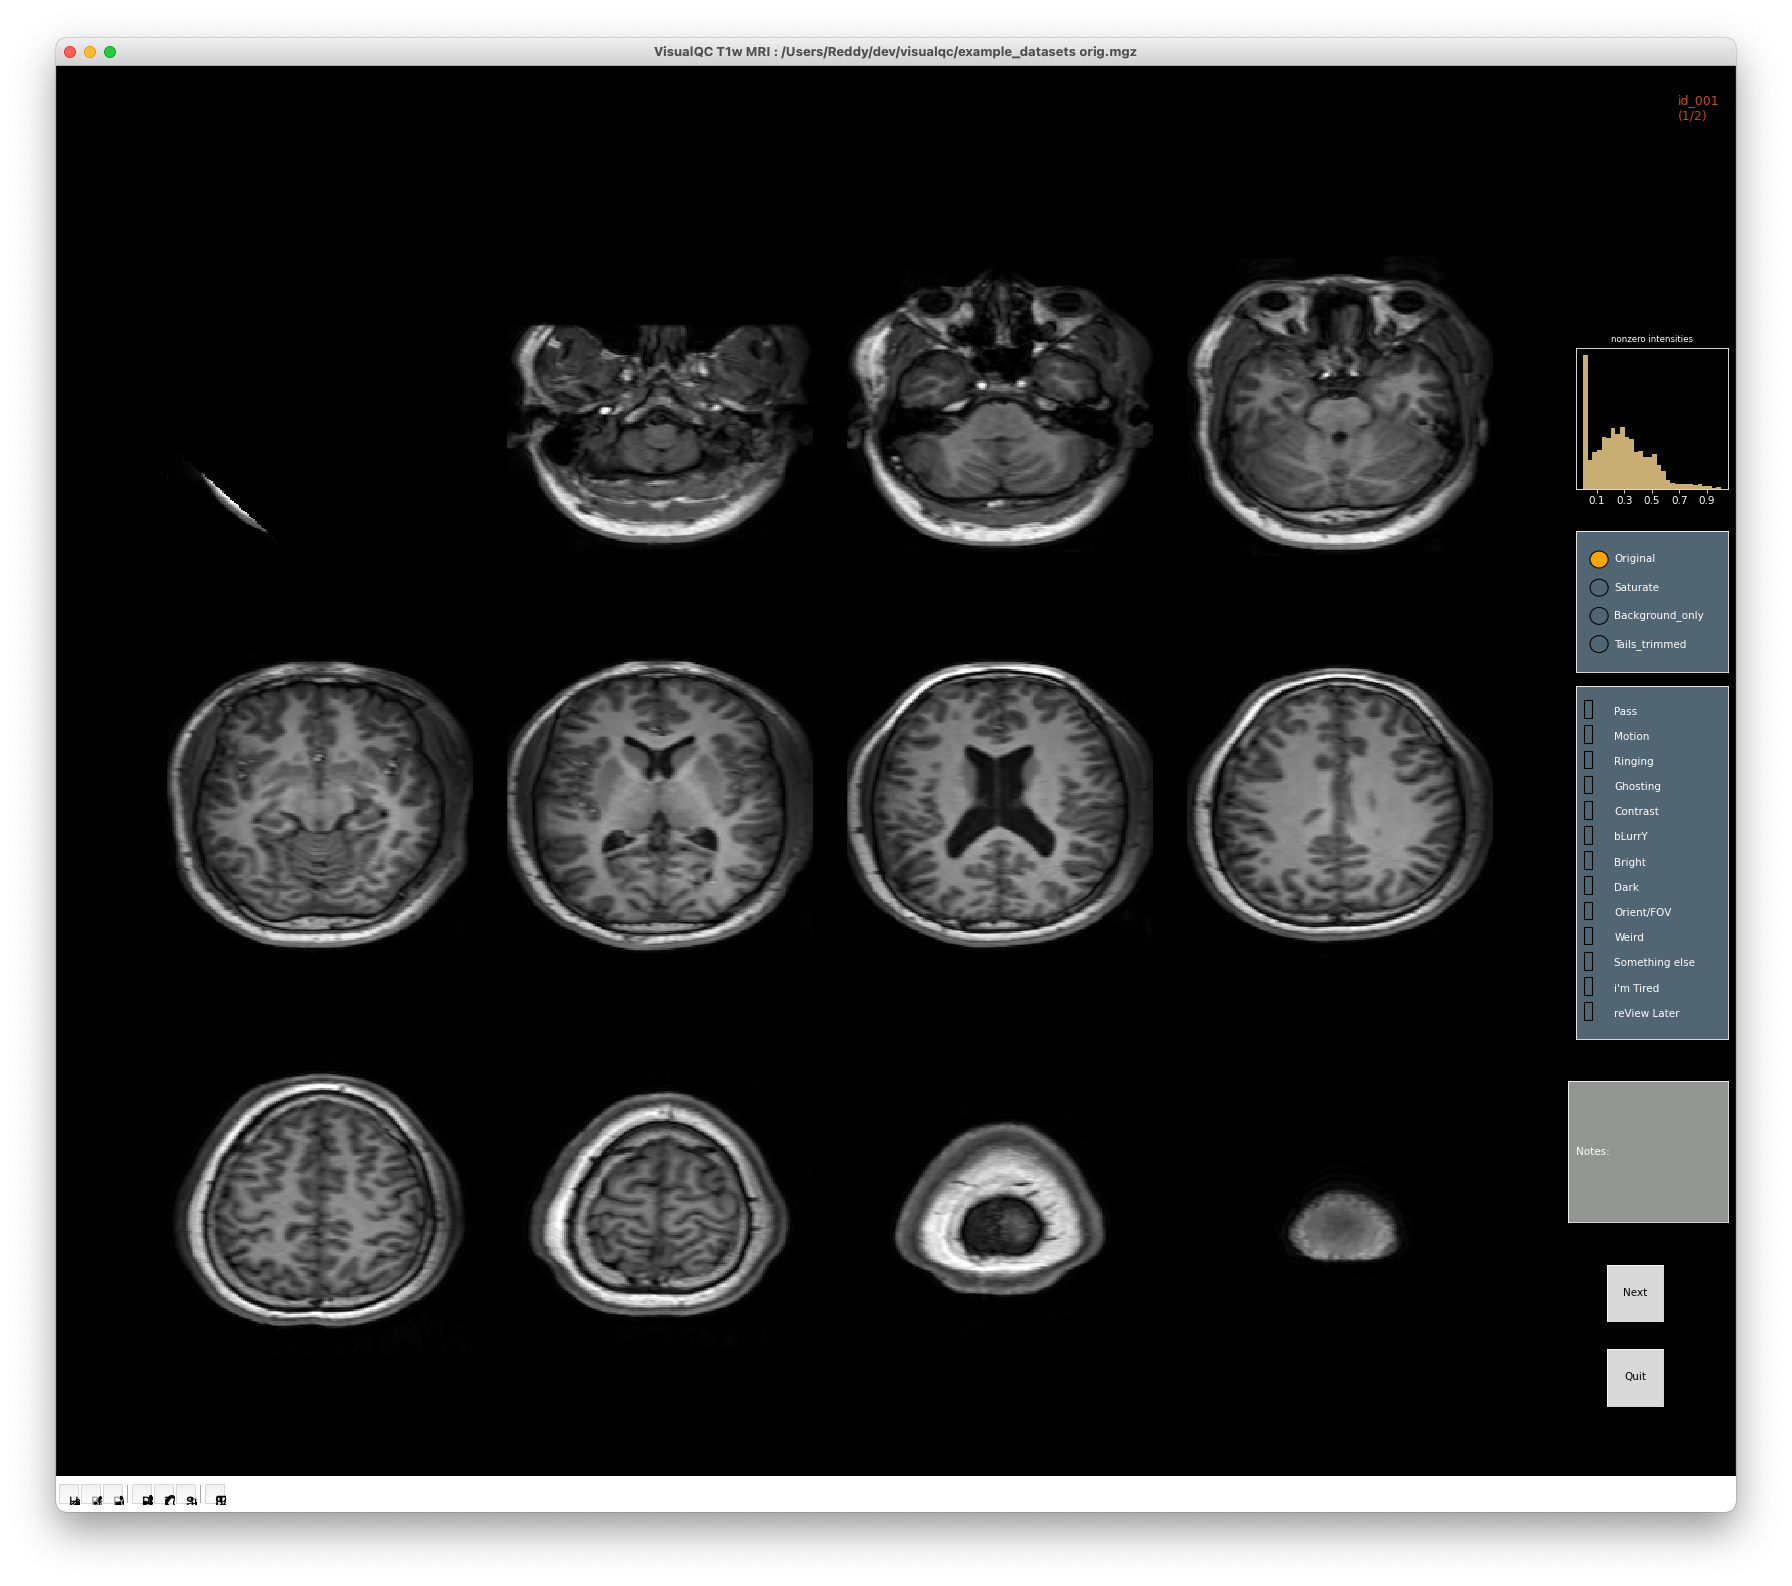 VisualQC T1w MRI : /Users/Reddy/dev/visualqc/example_datasets orig.mgz
id_001
(1/2)
nonzero intensities
0.1 0.3 0.5 0.7 0.9
Original
Saturate
Background_only
Tails_trimmed
Pass
Motion
Ringing
Ghosting
Contrast
bLurrY
Bright
Dark
Orient/FOV
Weird
Something else
i'm Tired
reView Later
Notes:
Next
Quit